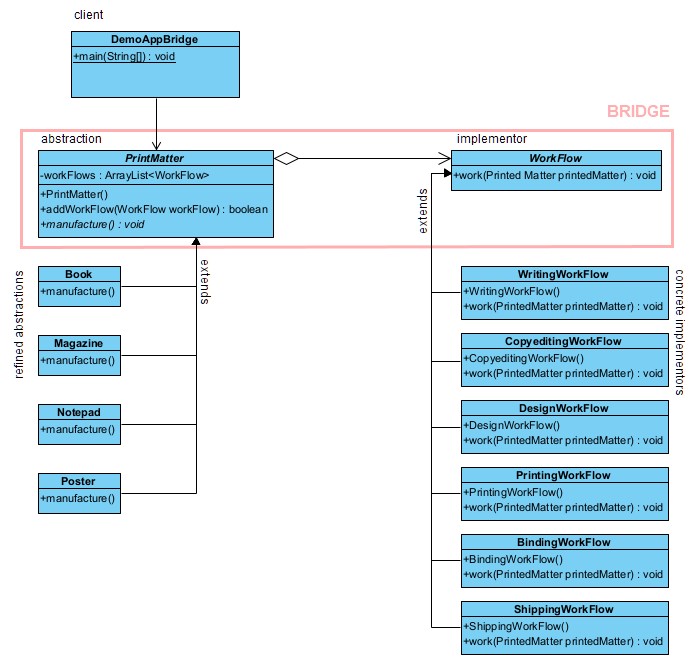 client
DemoAppBridge
+main(String[]) : void
BRIDGE
abstraction
implementor
PrintMatter
-workFlows : ArrayList<WorkFlow>
+PrintMatter()
+addWorkFlow(WorkFlow workFlow) : boolean
+manufacture() : void
WorkFlow
+work(Printed Matter printedMatter) : void
extends
extends
refined abstractions
Book
+manufacture()
Magazine
+manufacture()
Notepad
+manufacture()
Poster
+manufacture()
concrete implementors
WritingWorkFlow
+WritingWorkFlow()
+work(PrintedMatter printedMatter) : void
CopyeditingWorkFlow
+CopyeditingWorkFlow()
+work(PrintedMatter printedMatter) : void
DesignWorkFlow
+DesignWorkFlow()
+work(PrintedMatter printedMatter) : void
PrintingWorkFlow
+PrintingWorkFlow()
+work(PrintedMatter printedMatter) : void
BindingWorkFlow
+BindingWorkFlow()
+work(PrintedMatter printedMatter) : void
ShippingWorkFlow
+ShippingWorkFlow()
+work(PrintedMatter printedMatter) : void